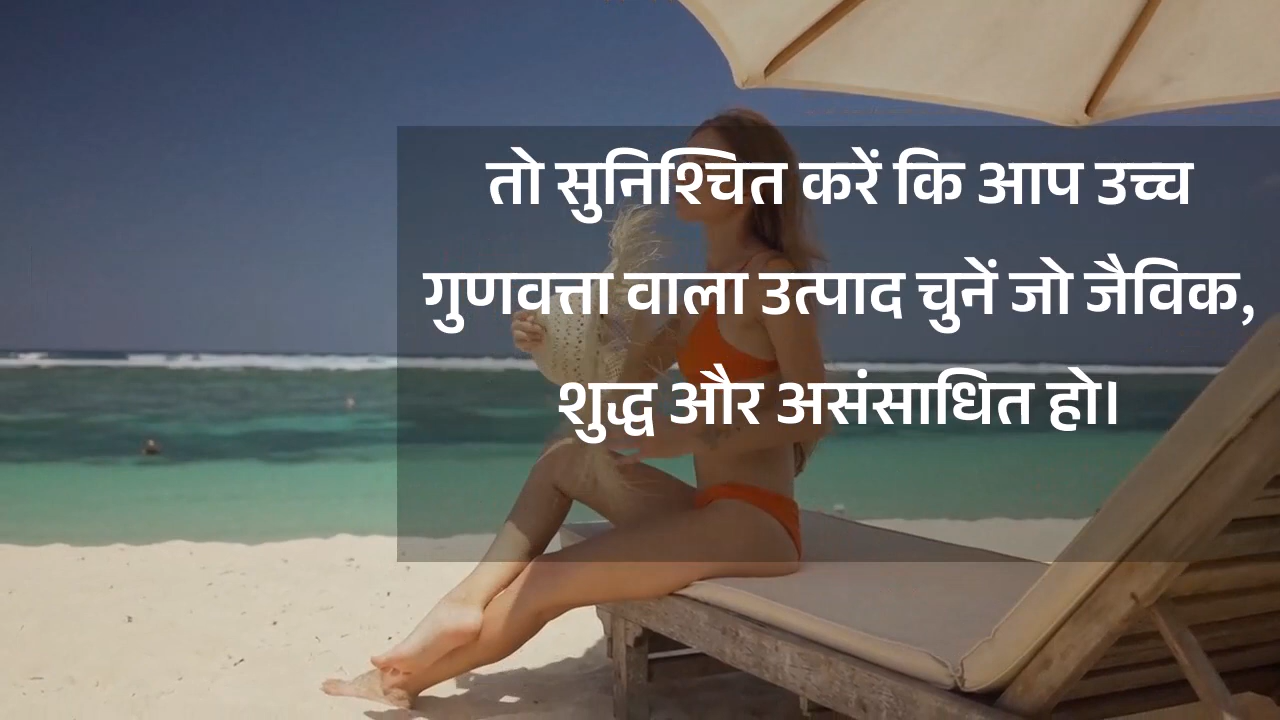 तो सुनिश्चित करें कि आप उच्च
गुणवत्ता वाला उत्पाद चुनें जो जैविक,
शुद्ध और असंसाधित हो।